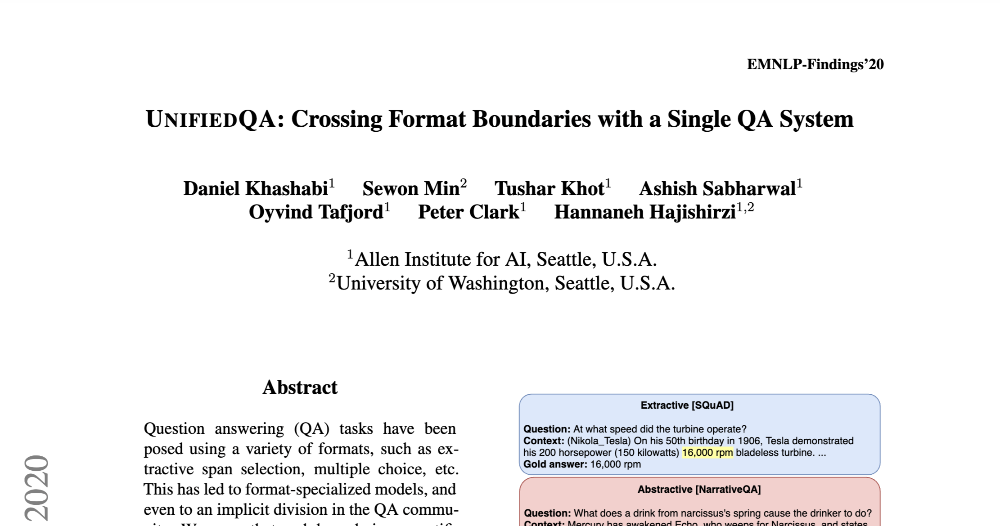 EMNLP-Findings'20
UNIFIEDQA: Crossing Format Boundaries with a Single QA System
Daniel Khashabi1 Sewon Min2 Tushar Khot1 Ashish Sabharwal1
Oyvind Tafjord1 Peter Clark1 Hannaneh Hajishirzi1,2
1Allen Institute for AI, Seattle, U.S.A.
2University of Washington, Seattle, U.S.A.
2020
Abstract
Question answering (QA) tasks have been
posed using a variety of formats, such as ex-
tractive span selection, multiple choice, etc.
This has led to format-specialized models, and
even to an implicit division in the QA commu-
Extractive [SQuAD]
Question: At what speed did the turbine operate?
Context: (Nikola_Tesla) On his 50th birthday in 1906, Tesla demonstrated
his 200 horsepower (150 kilowatts) 16,000 rpm bladeless turbine. ...
Gold answer: 16,000 rpm
Abstractive [NarrativeQA]
Question: What does a drink from narcissus's spring cause the drinker to do?
Context: Mercury has awakened Echo, who weeps for Narcissus, and states